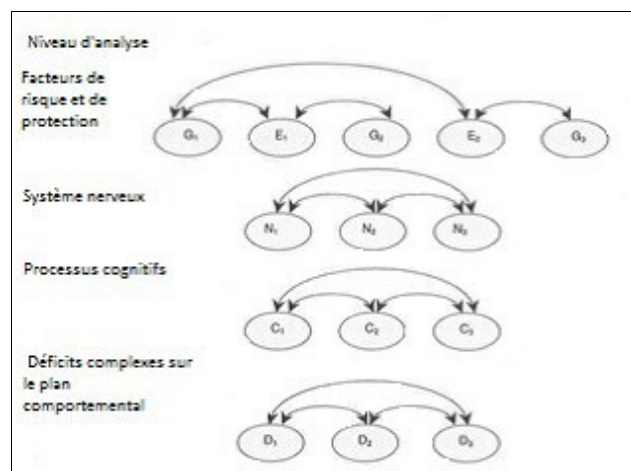 Niveau d'analyse
Facteurs de
risque et de
protection
G₁ E₁ G₂ E₂ G₃
Système nerveux
N₁ N₂ N₃
Processus cognitifs
C₁ C₂ C₃
Déficits complexes sur
le plan
comportemental
D₁ D₂ D₃